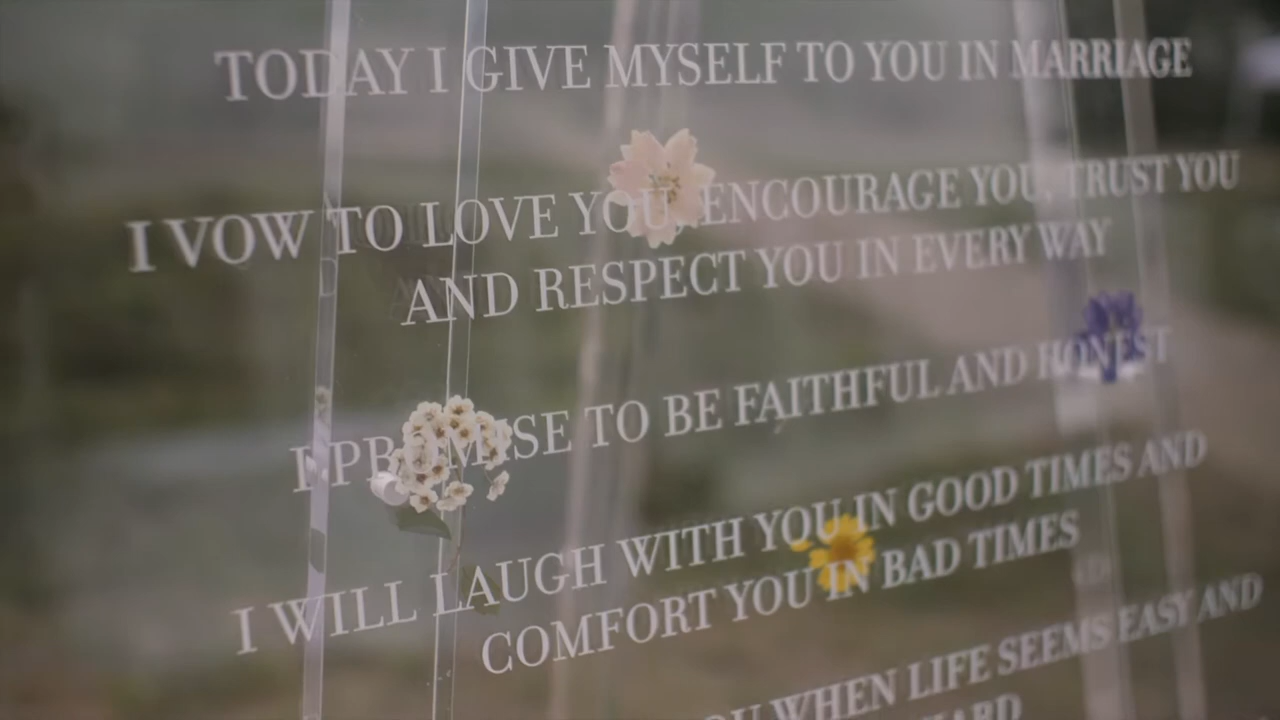 TODAY I GIVE MYSELF TO YOU IN MARRIAGE
I VOW TO LOVE YOU ENCOURAGE YOU, TRUST YOU
AND RESPECT YOU IN EVERY WAY
I PROMISE TO BE FAITHFUL AND HONEST
I WILL LAUGH WITH YOU IN GOOD TIMES AND
COMFORT YOU IN BAD TIMES
WHEN LIFE SEEMS EASY AND